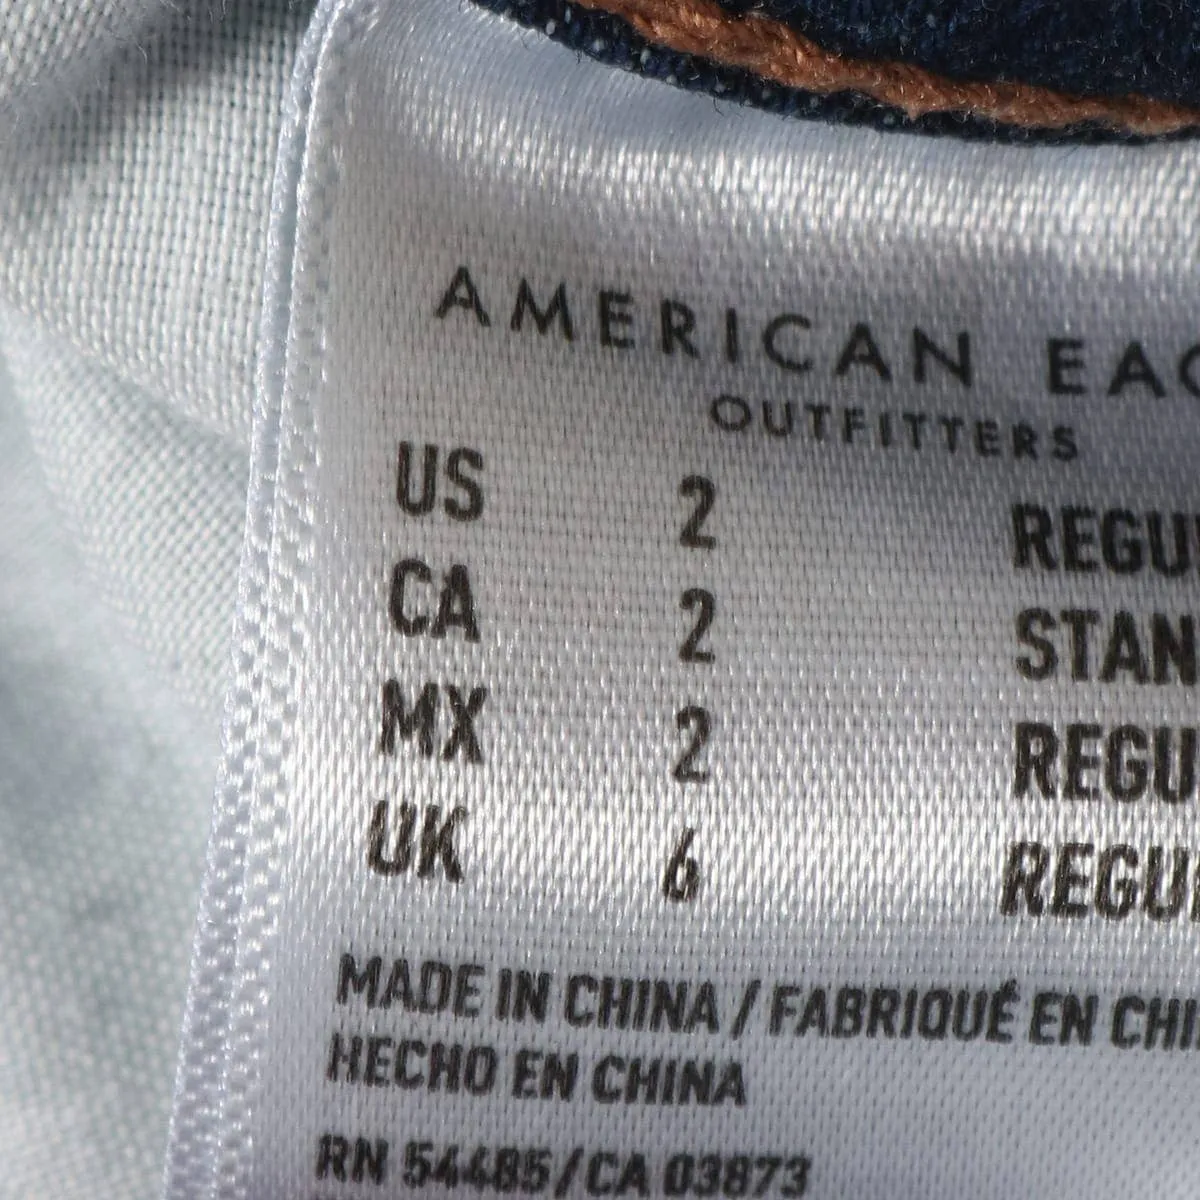 AMERICAN EAG
OUTFITTERS
US 2 REGU
CA 2 STAN
MX 2 REGU
UK 6 REGU
MADE IN CHINA / FABRIQUÉ EN CHI
HECHO EN CHINA
RN 54485/CA 03873